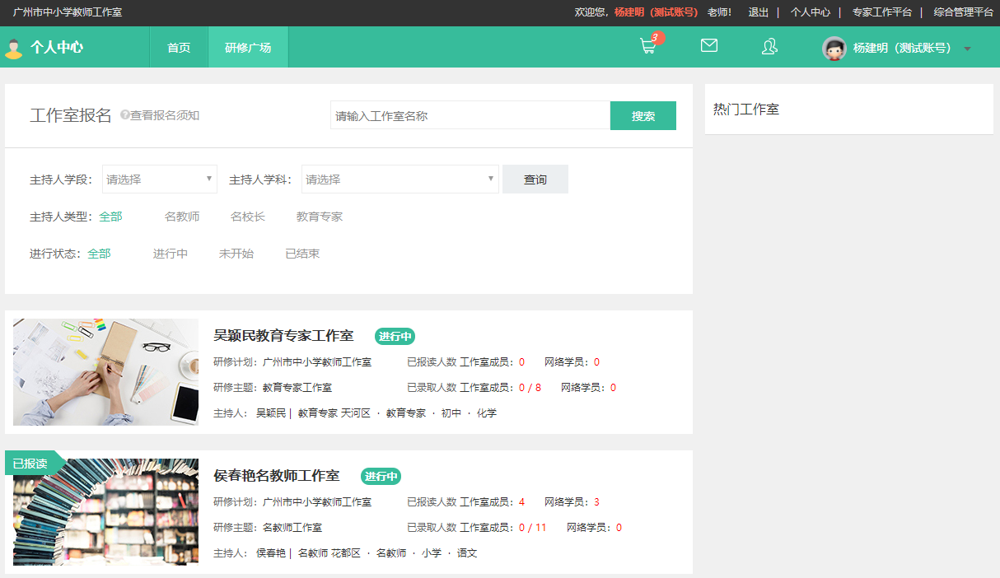 广州市中小学教师工作室
欢迎您, 杨建明（测试账号） 老师! 退出 | 个人中心 | 专家工作平台 | 综合管理平台
个人中心 首页 研修广场 3 杨建明（测试账号）
工作室报名 ?查看报名须知 请输入工作室名称 搜索
热门工作室
主持人学段： 请选择 主持人学科： 请选择 查询
主持人类型： 全部 名教师 名校长 教育专家
进行状态： 全部 进行中 未开始 已结束
吴颖民教育专家工作室 进行中
研修计划：广州市中小学教师工作室 已报读人数 工作室成员：0 网络学员：0
研修主题：教育专家工作室 已录取人数 工作室成员：0 / 8 网络学员：0
主持人： 吴颖民 | 教育专家 天河区 · 教育专家 · 初中 · 化学
已报读
侯春艳名教师工作室 进行中
研修计划：广州市中小学教师工作室 已报读人数 工作室成员：4 网络学员：3
研修主题：名教师工作室 已录取人数 工作室成员：0 / 11 网络学员：0
主持人： 侯春艳 | 名教师 花都区 · 名教师 · 小学 · 语文